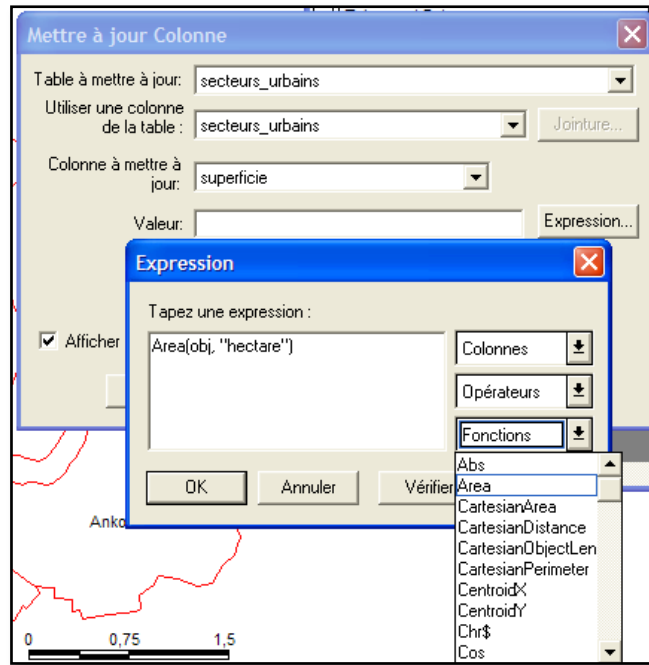 Mettre à jour Colonne
Table à mettre à jour: secteurs_urbains
Utiliser une colonne
de la table : secteurs_urbains Jointure...
Colonne à mettre à
jour: superficie
Valeur: Expression...
Expression
Tapez une expression :
Afficher
Area(obj, "hectare")
Colonnes
Opérateurs
Fonctions
OK Annuler Vérifier
Abs
Area
CartesianArea
CartesianDistance
CartesianObjectLen
CartesianPerimeter
CentroidX
CentroidY
Chr$
Cos
Anko
0 0,75 1,5